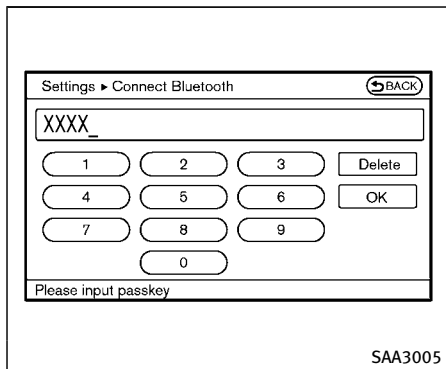 Settings ▸ Connect Bluetooth BACK
XXXX_
1 2 3 Delete
4 5 6 OK
7 8 9
0
Please input passkey
SAA3005